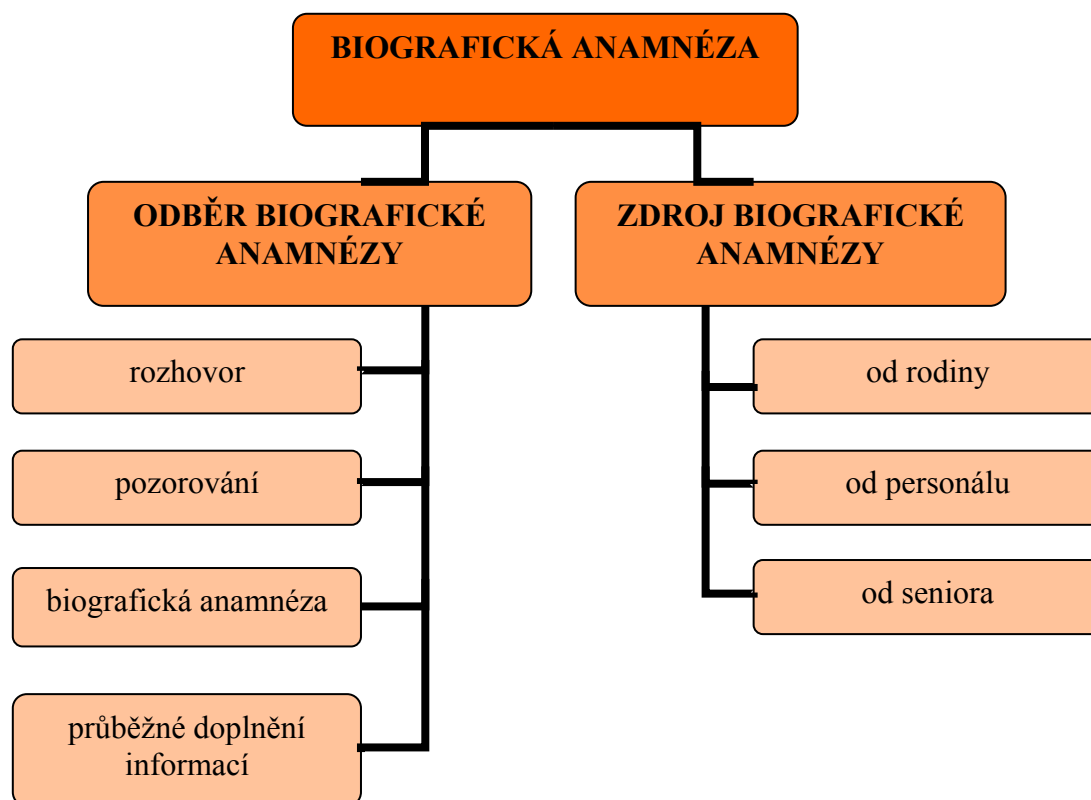 BIOGRAFICKÁ ANAMNÉZA
ODBĚR BIOGRAFICKÉ
ANAMNÉZY
rozhovor
pozorování
biografická anamnéza
průběžné doplnění
informací
ZDROJ BIOGRAFICKÉ
ANAMNÉZY
od rodiny
od personálu
od seniora